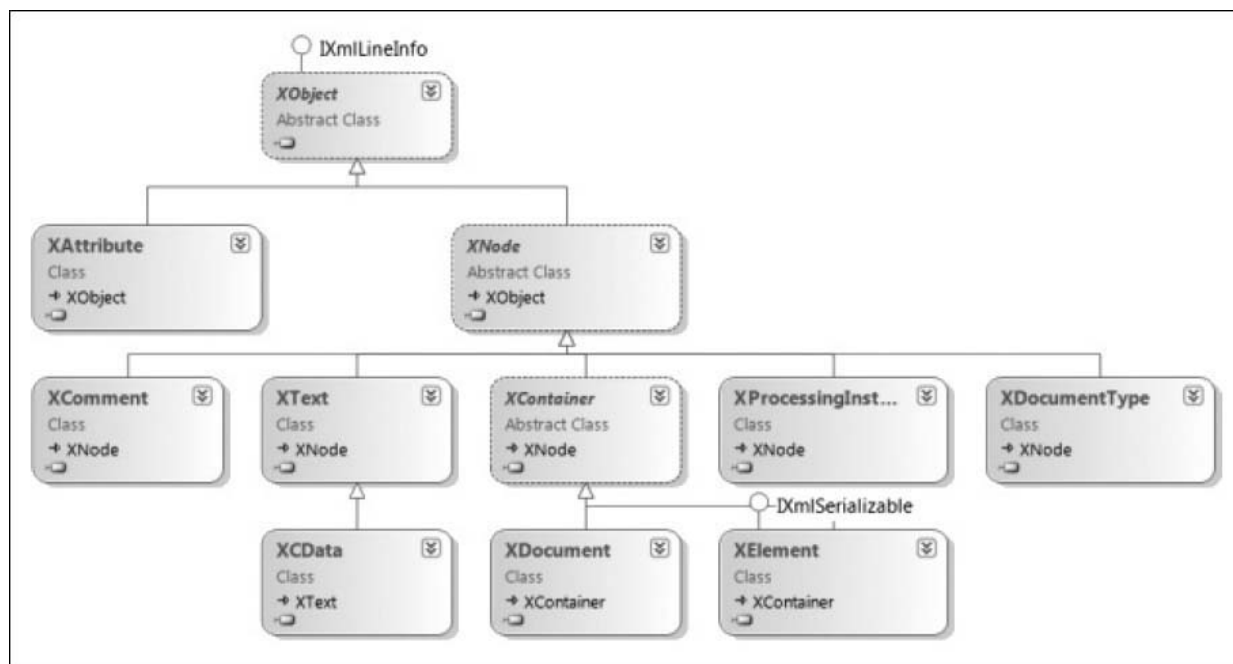 IXmlLineInfo
XObject
Abstract Class
XAttribute
Class
XObject
XNode
Abstract Class
XObject
XComment
Class
XNode
XText
Class
XNode
XContainer
Abstract Class
XNode
XProcessingInst...
Class
XNode
XDocumentType
Class
XNode
IXmlSerializable
XCData
Class
XText
XDocument
Class
XContainer
XElement
Class
XContainer